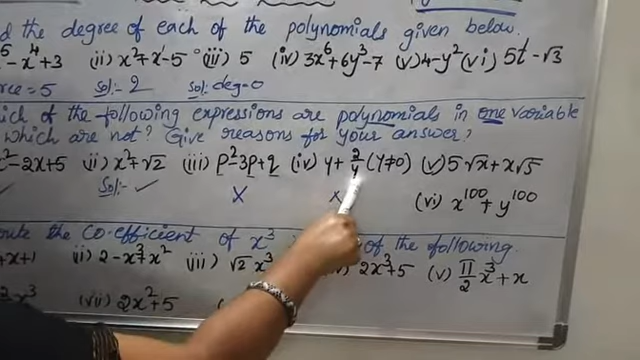 d the degree of each of the polynomials given below.
⁵-x⁴+3 (ii) x²+x-5 (iii) 5 (iv) 3x⁶+6y³-7 (v) 4-y² (vi) 5t-√3
ree = 5 Sol:- 2 Sol: deg=0
ich of the following expressions are polynomials in one variable
which are not? Give reasons for your answer?
x²-2x+5 ii) x²+√2 (iii) p²-3p+q (iv) y+2/y (y≠0) (v) 5√x+x√5
Sol:- ✓ X X (vi) x¹⁰⁰+y¹⁰⁰
the co-efficient of x³ of the following.
+x+1 ii) 2-x³+x² iii) √2 x³ 2x³+5 (v) π/2 x³+x
2x³ (vii) 2x²+5